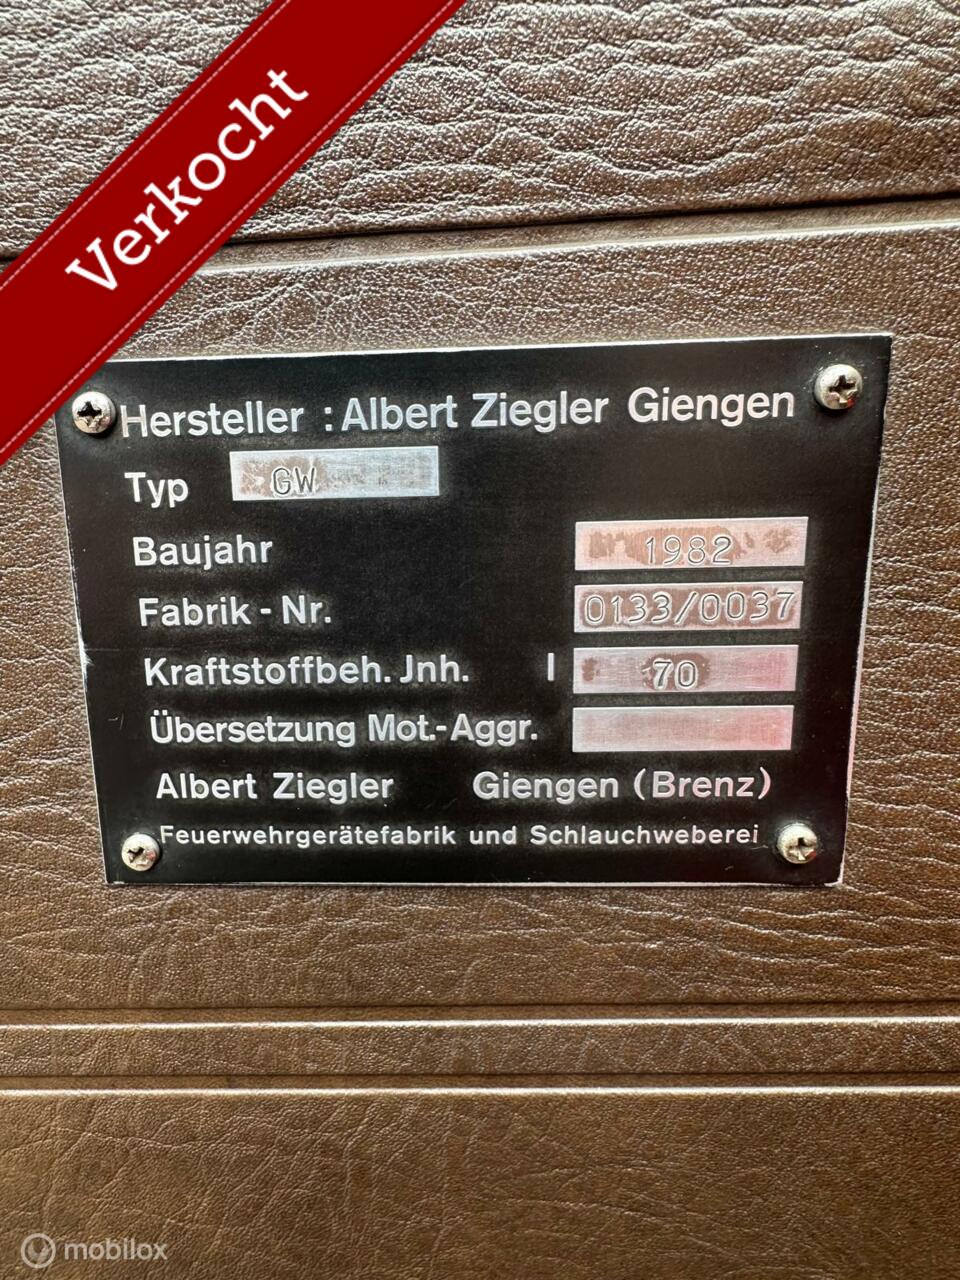 Verkocht
Hersteller : Albert Ziegler Giengen
Typ GW
Baujahr 1982
Fabrik - Nr. 0133/0037
Kraftstoffbeh. Jnh. l 70
Übersetzung Mot.-Aggr.
Albert Ziegler Giengen (Brenz)
Feuerwehrgerätefabrik und Schlauchweberei
mobilox